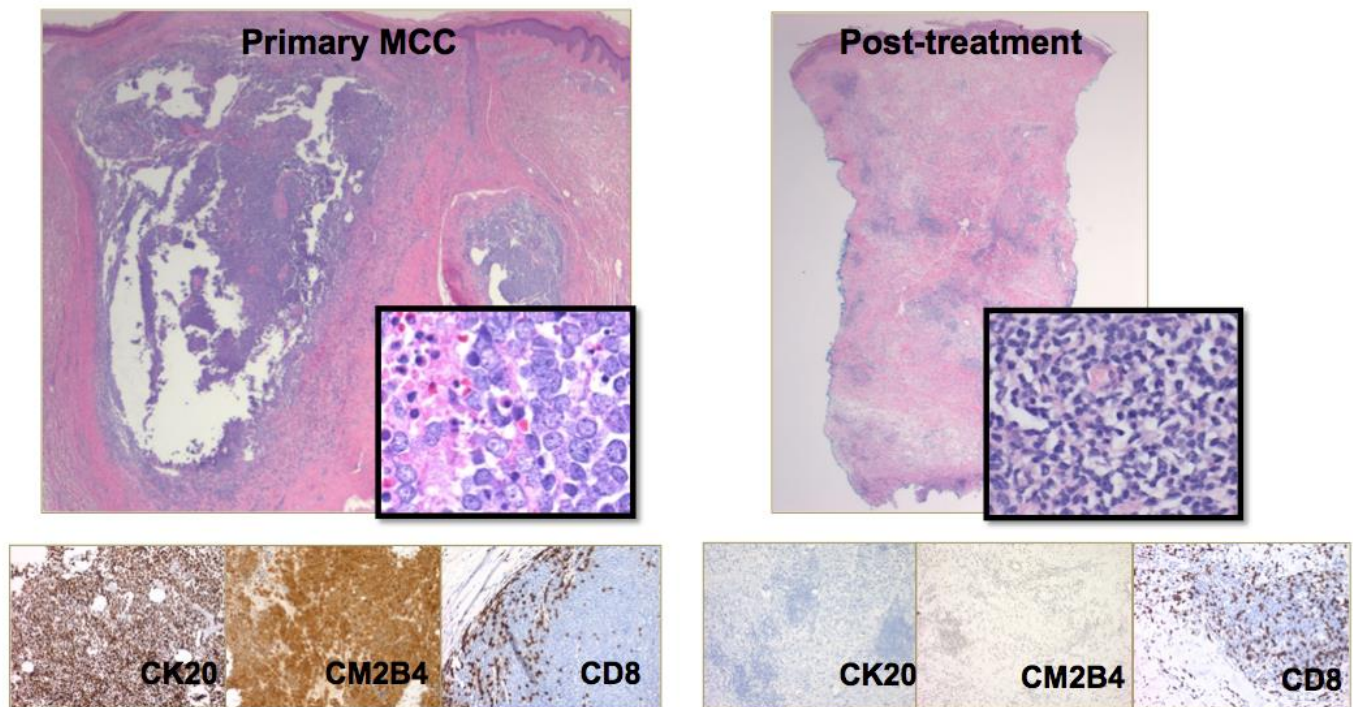 Primary MCC
Post-treatment
CK20
CM2B4
CD8
CK20
CM2B4
CD8